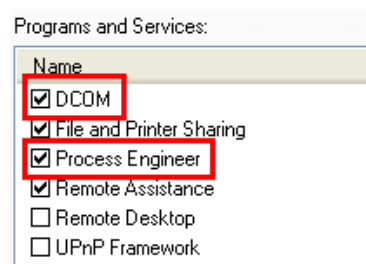 Programs and Services:
Name
DCOM
File and Printer Sharing
Process Engineer
Remote Assistance
Remote Desktop
UPnP Framework